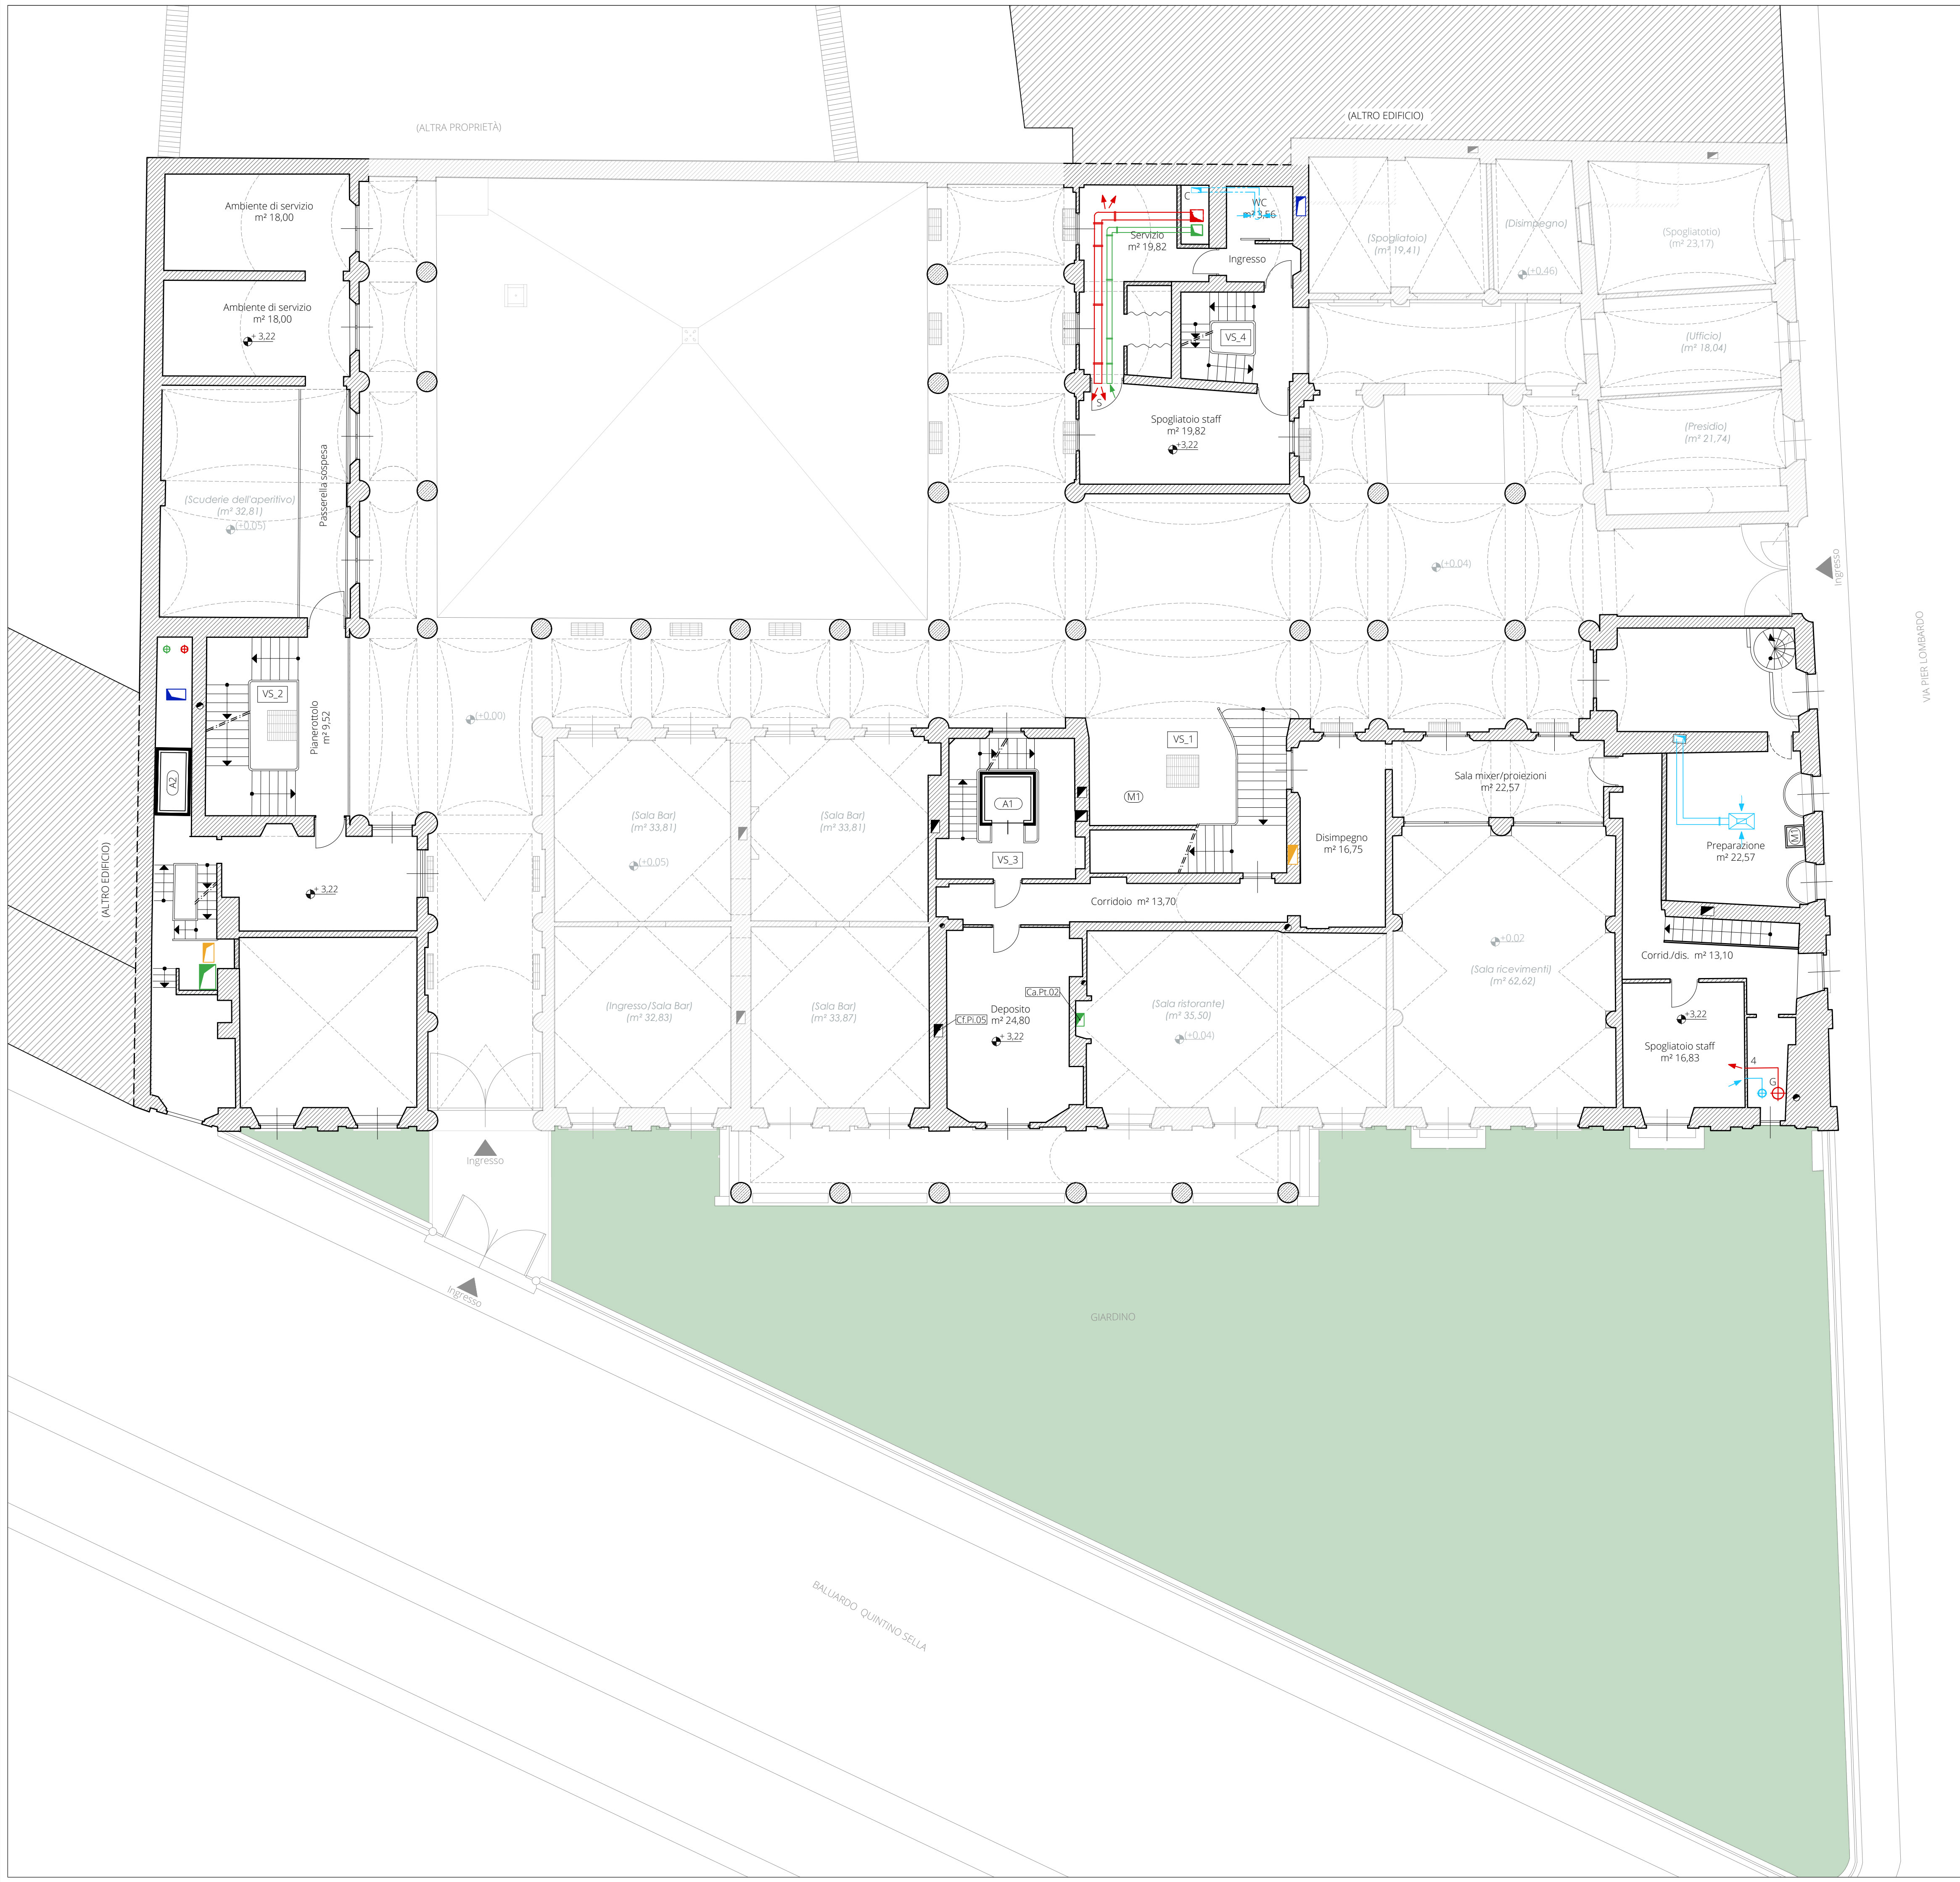 (ALTRA PROPRIETÀ)
(ALTRO EDIFICIO)
Ambiente di servizio
m² 18,00
C
WC
m² 3,56
Servizio
m² 19,82
Ingresso
(Spogliatoio)
(m² 19,41)
(Disimpegno)
(+0.46)
(Spogliatotio)
(m² 23,17)
Ambiente di servizio
m² 18,00
+ 3,22
VS_4
(Ufficio)
(m² 18,04)
S
Spogliatoio staff
m² 19,82
+3,22
(Presidio)
(m² 21,74)
Passerella sospesa
(Scuderie dell'aperitivo)
(m² 32,81)
(+0.05)
(+0.04)
Ingresso
VIA PIER LOMBARDO
VS_2
Pianerottolo
m² 9,52
(+0.00)
A2
VS_1
M1
A1
VS_3
Sala mixer/proiezioni
m² 22,57
(Sala Bar)
(m² 33,81)
(+0.05)
(Sala Bar)
(m² 33,81)
Disimpegno
m² 16,75
M1
Preparazione
m² 22,57
(ALTRO EDIFICIO)
+ 3,22
Corridoio  m² 13,70
+0.02
(Sala ricevimenti)
(m² 62,62)
Corrid./dis.  m² 13,10
(Ingresso/Sala Bar)
(m² 32,83)
(Sala Bar)
(m² 33,87)
Ca.Pt.02
Cf.Pi.05
Deposito
m² 24,80
+ 3,22
(Sala ristorante)
(m² 35,50)
(+0.04)
+3,22
Spogliatoio staff
m² 16,83
4
G
Ingresso
Ingresso
GIARDINO
BALUARDO  QUINTINO SELLA